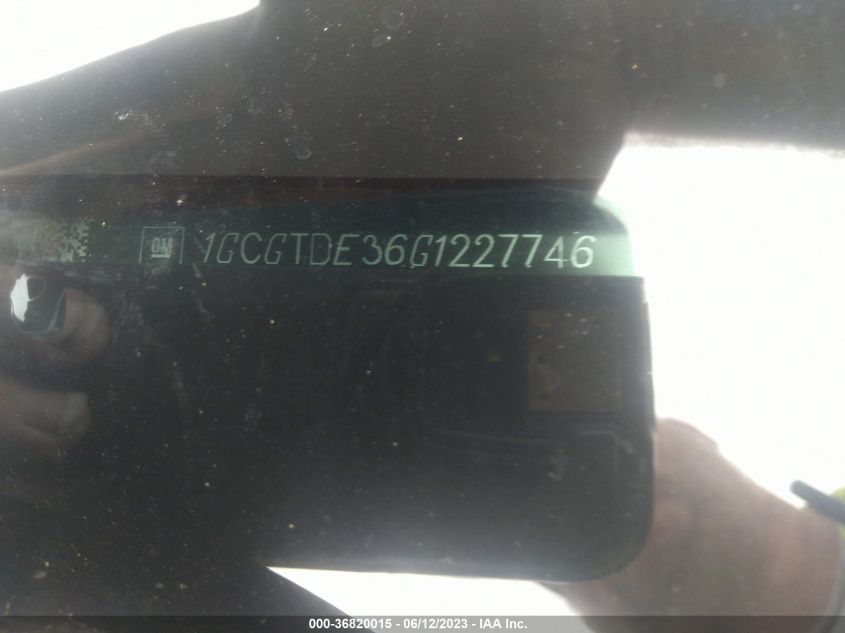 GM 1GCGTDE36G1227746
000-36820015 - 06/12/2023 - IAA Inc.